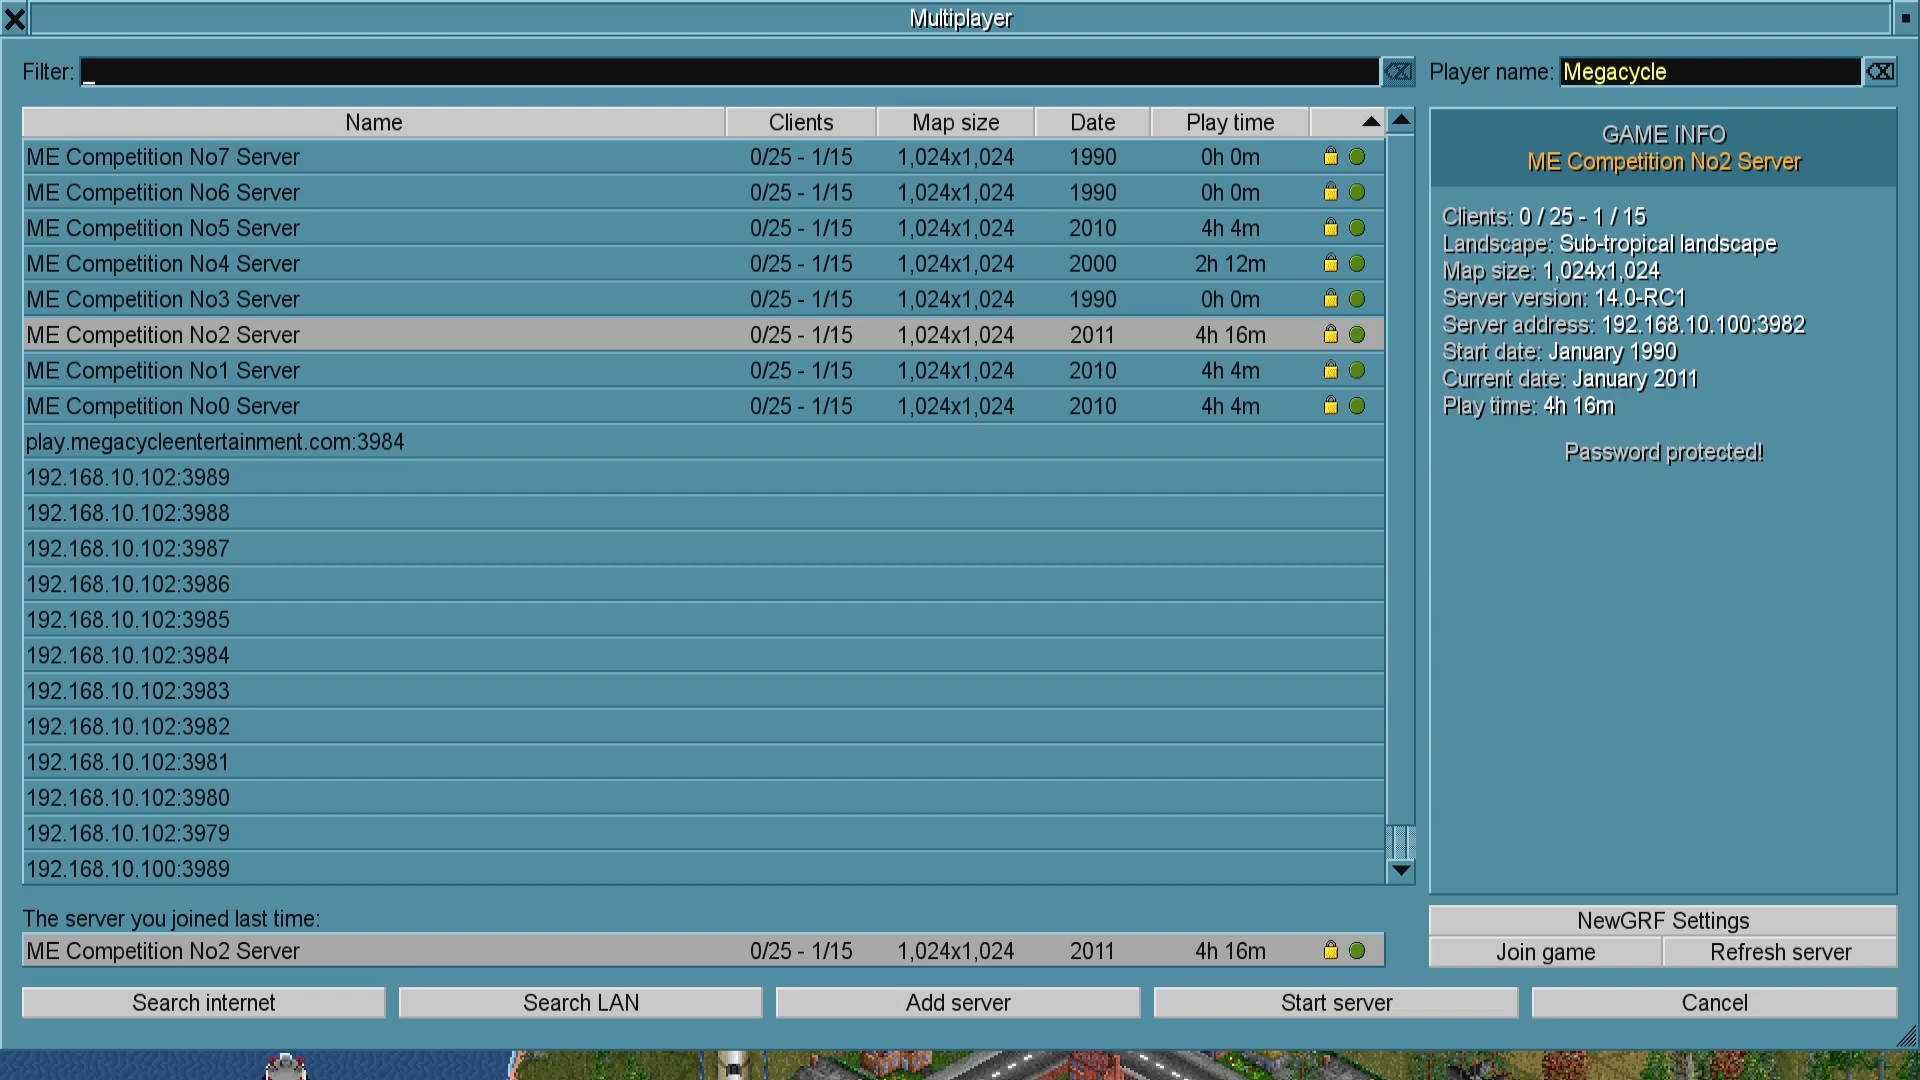 Multiplayer
Filter:
Player name: Megacycle
Name Clients Map size Date Play time
ME Competition No7 Server 0/25 - 1/15 1,024x1,024 1990 0h 0m
ME Competition No6 Server 0/25 - 1/15 1,024x1,024 1990 0h 0m
ME Competition No5 Server 0/25 - 1/15 1,024x1,024 2010 4h 4m
ME Competition No4 Server 0/25 - 1/15 1,024x1,024 2000 2h 12m
ME Competition No3 Server 0/25 - 1/15 1,024x1,024 1990 0h 0m
ME Competition No2 Server 0/25 - 1/15 1,024x1,024 2011 4h 16m
ME Competition No1 Server 0/25 - 1/15 1,024x1,024 2010 4h 4m
ME Competition No0 Server 0/25 - 1/15 1,024x1,024 2010 4h 4m
play.megacycleentertainment.com:3984
192.168.10.102:3989
192.168.10.102:3988
192.168.10.102:3987
192.168.10.102:3986
192.168.10.102:3985
192.168.10.102:3984
192.168.10.102:3983
192.168.10.102:3982
192.168.10.102:3981
192.168.10.102:3980
192.168.10.102:3979
192.168.10.100:3989
The server you joined last time:
ME Competition No2 Server 0/25 - 1/15 1,024x1,024 2011 4h 16m
GAME INFO
ME Competition No2 Server
Clients: 0 / 25 - 1 / 15
Landscape: Sub-tropical landscape
Map size: 1,024x1,024
Server version: 14.0-RC1
Server address: 192.168.10.100:3982
Start date: January 1990
Current date: January 2011
Play time: 4h 16m
Password protected!
NewGRF Settings
Join game Refresh server
Search internet Search LAN Add server Start server Cancel